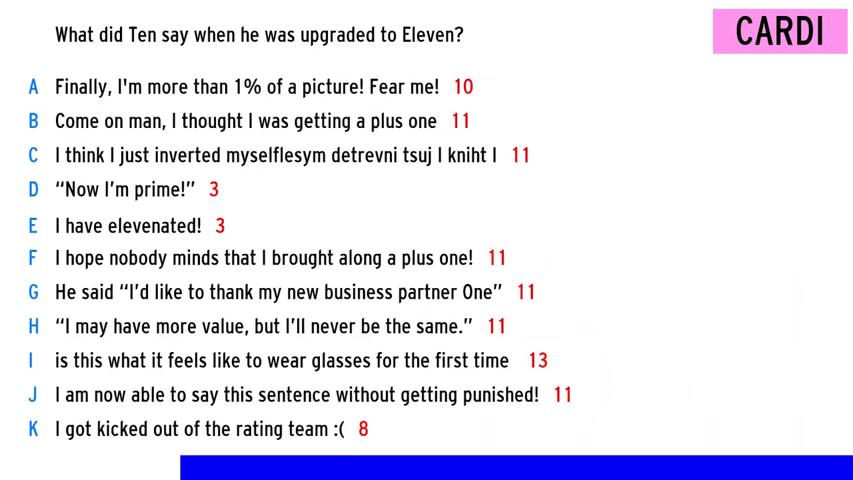 What did Ten say when he was upgraded to Eleven?
CARDI
A Finally, I'm more than 1% of a picture! Fear me! 10
B Come on man, I thought I was getting a plus one 11
C I think I just inverted myselflesym detrevni tsuj I kniht I 11
D “Now I’m prime!” 3
E I have elevenated! 3
F I hope nobody minds that I brought along a plus one! 11
G He said “I’d like to thank my new business partner One” 11
H “I may have more value, but I’ll never be the same.” 11
I is this what it feels like to wear glasses for the first time 13
J I am now able to say this sentence without getting punished! 11
K I got kicked out of the rating team :( 8